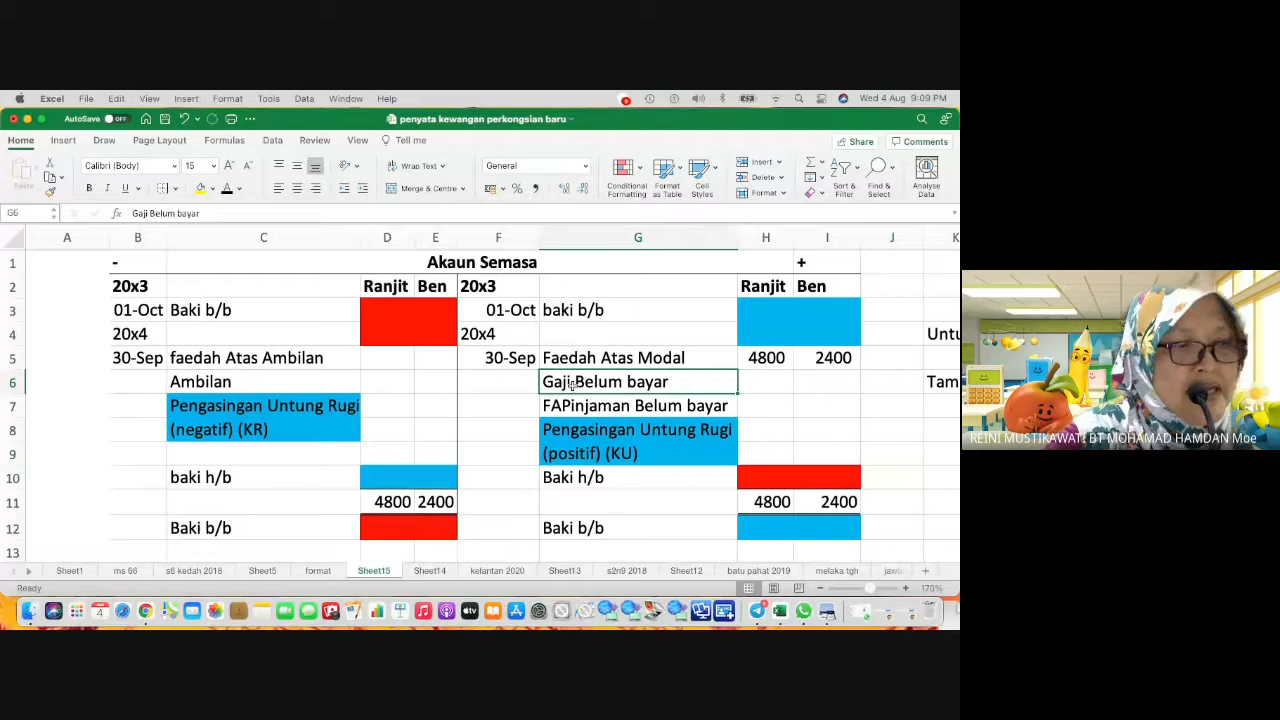 Excel File Edit View Insert Format Tools Data Window Help Wed 4 Aug 9:09 PM
AutoSave OFF penyata kewangan perkongsian baru
Home Insert Draw Page Layout Formulas Data Review View Tell me Share Comments
Calibri (Body) 15 Wrap Text General Insert
Delete
B I U Merge & Centre Conditional Formatting Format as Table Cell Styles Format Sort & Filter Find & Select Analyse Data
G6 fx Gaji Belum bayar
A B C D E F G H I J K
1 - Akaun Semasa +
2 20x3 Ranjit Ben 20x3 Ranjit Ben
3 01-Oct Baki b/b 01-Oct baki b/b
4 20x4 20x4 Untu
5 30-Sep faedah Atas Ambilan 30-Sep Faedah Atas Modal 4800 2400
6 Ambilan Gaji Belum bayar Tam
7 Pengasingan Untung Rugi FAPinjaman Belum bayar
8 (negatif) (KR) Pengasingan Untung Rugi
9 (positif) (KU)
10 baki h/b Baki h/b
11 4800 2400 4800 2400
12 Baki b/b Baki b/b
13
Sheet1 ms 66 s6 kedah 2018 Sheet5 format Sheet15 Sheet14 kelantan 2020 Sheet13 s2n9 2018 Sheet12 batu pahat 2019 melaka tgh jawa
Ready 170%
REINI MUSTIKAWATI BT MOHAMAD HAMDAN Moe